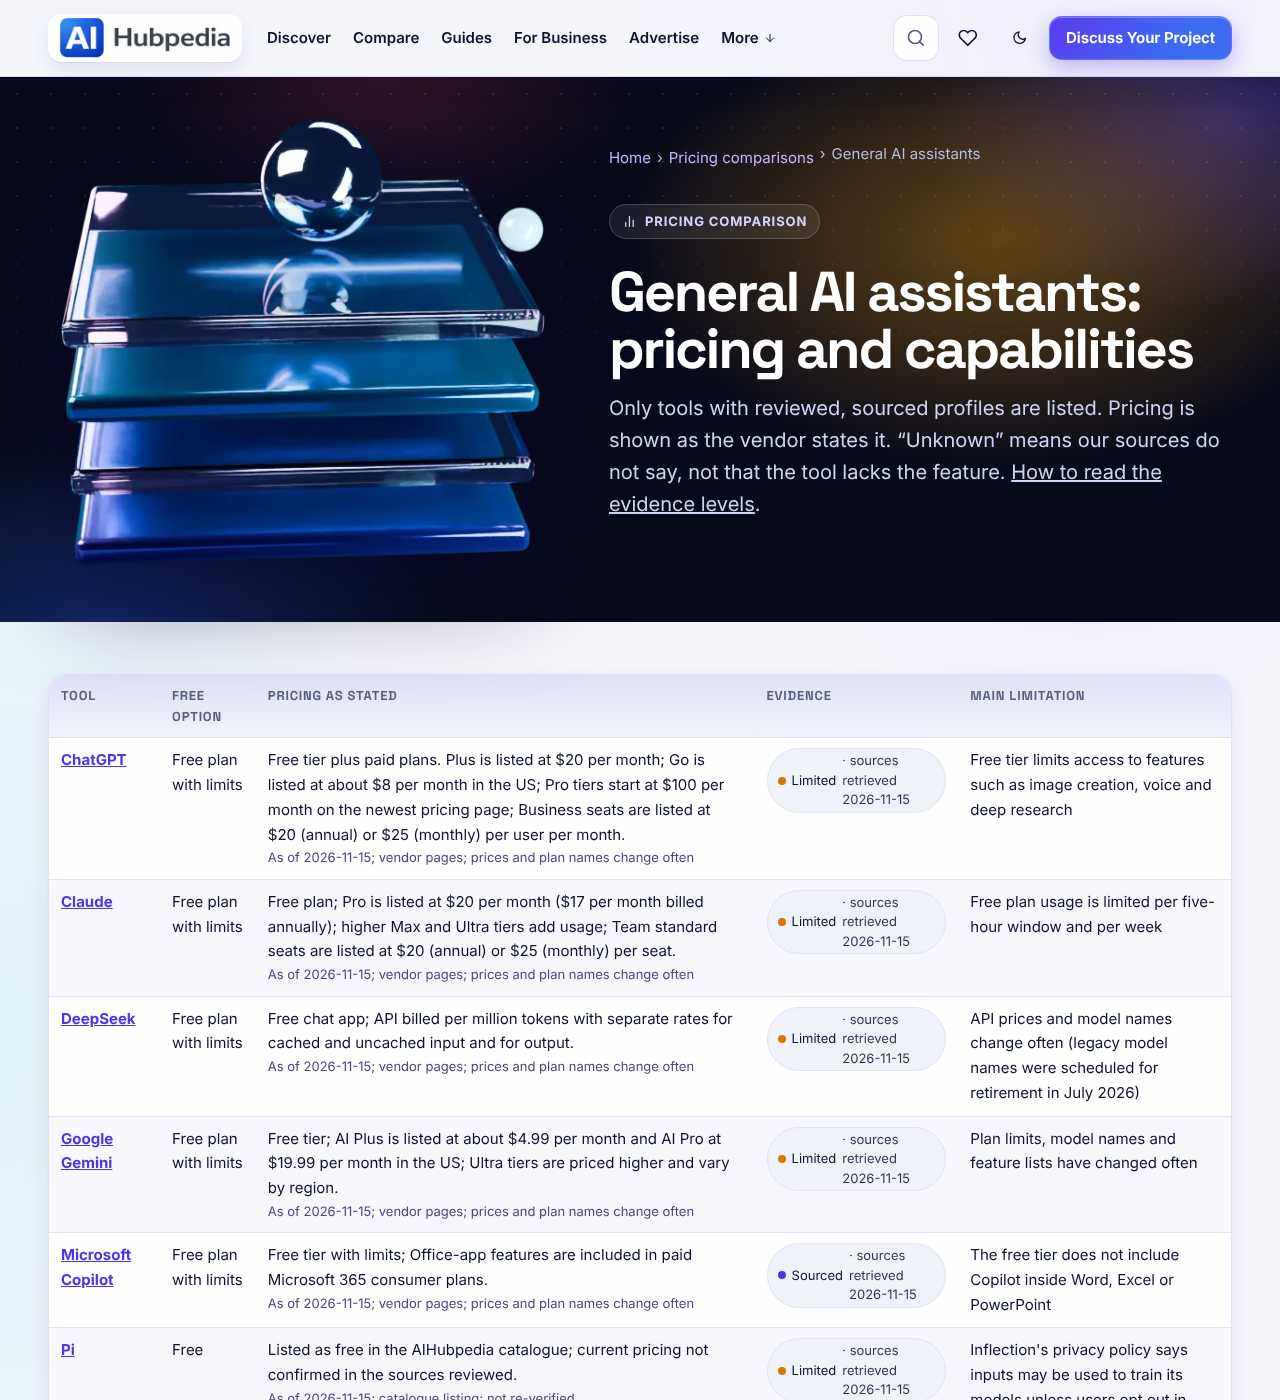 AI Hubpedia
Discover Compare Guides For Business Advertise More ↓ Discuss Your Project
Home › Pricing comparisons › General AI assistants
PRICING COMPARISON
General AI assistants:
pricing and capabilities
Only tools with reviewed, sourced profiles are listed. Pricing is
shown as the vendor states it. “Unknown” means our sources do
not say, not that the tool lacks the feature. How to read the
evidence levels.
TOOL
FREE
OPTION
PRICING AS STATED
EVIDENCE
MAIN LIMITATION
ChatGPT
Free plan
with limits
Free tier plus paid plans. Plus is listed at $20 per month; Go is
listed at about $8 per month in the US; Pro tiers start at $100 per
month on the newest pricing page; Business seats are listed at
$20 (annual) or $25 (monthly) per user per month.
As of 2026-11-15; vendor pages; prices and plan names change often
Limited
· sources
retrieved
2026-11-15
Free tier limits access to features
such as image creation, voice and
deep research
Claude
Free plan
with limits
Free plan; Pro is listed at $20 per month ($17 per month billed
annually); higher Max and Ultra tiers add usage; Team standard
seats are listed at $20 (annual) or $25 (monthly) per seat.
As of 2026-11-15; vendor pages; prices and plan names change often
Limited
· sources
retrieved
2026-11-15
Free plan usage is limited per five-
hour window and per week
DeepSeek
Free plan
with limits
Free chat app; API billed per million tokens with separate rates for
cached and uncached input and for output.
As of 2026-11-15; vendor pages; prices and plan names change often
Limited
· sources
retrieved
2026-11-15
API prices and model names
change often (legacy model
names were scheduled for
retirement in July 2026)
Google
Gemini
Free plan
with limits
Free tier; AI Plus is listed at about $4.99 per month and AI Pro at
$19.99 per month in the US; Ultra tiers are priced higher and vary
by region.
As of 2026-11-15; vendor pages; prices and plan names change often
Limited
· sources
retrieved
2026-11-15
Plan limits, model names and
feature lists have changed often
Microsoft
Copilot
Free plan
with limits
Free tier with limits; Office-app features are included in paid
Microsoft 365 consumer plans.
As of 2026-11-15; vendor pages; prices and plan names change often
Sourced
· sources
retrieved
2026-11-15
The free tier does not include
Copilot inside Word, Excel or
PowerPoint
Pi
Free
Listed as free in the AIHubpedia catalogue; current pricing not
confirmed in the sources reviewed.
As of 2026-11-15; catalogue listing; not re-verified
Limited
· sources
retrieved
2026-11-15
Inflection's privacy policy says
inputs may be used to train its
models unless users opt out in